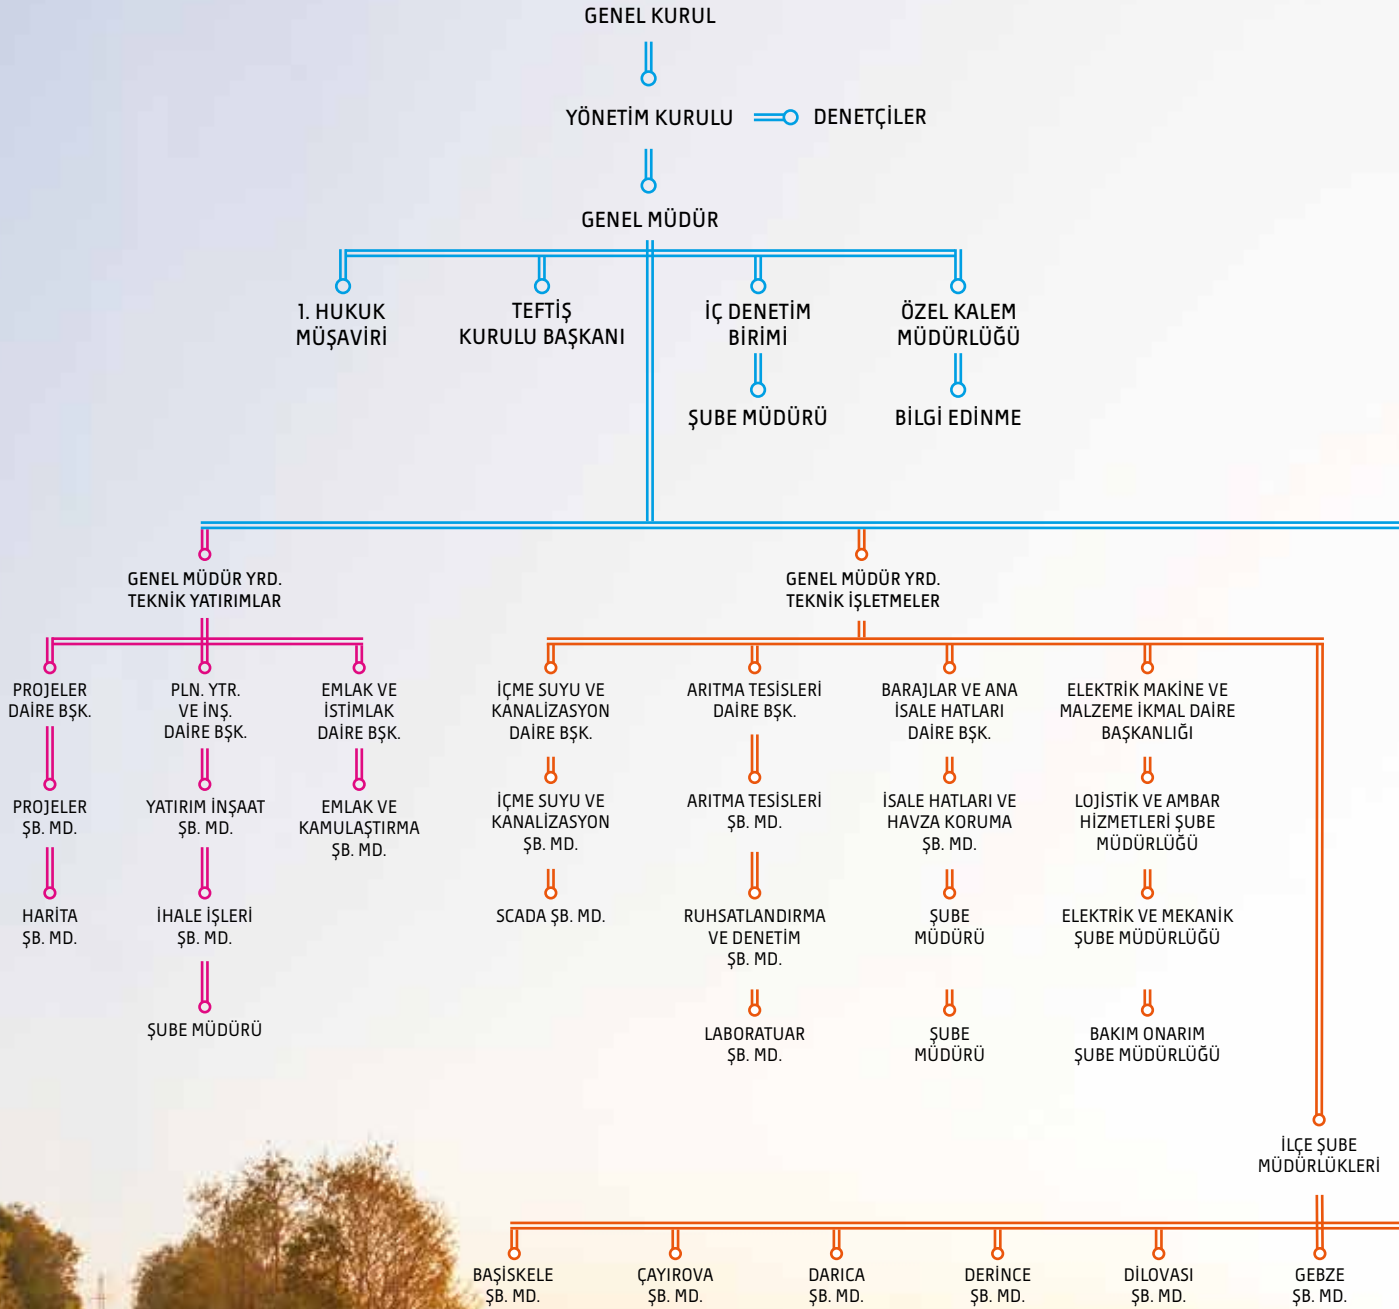 GENEL KURUL
YÖNETİM KURULU
DENETÇİLER
GENEL MÜDÜR
1. HUKUK
MÜŞAVİRİ
TEFTİŞ
KURULU BAŞKANI
İÇ DENETİM
BİRİMİ
ÖZEL KALEM
MÜDÜRLÜĞÜ
ŞUBE MÜDÜRÜ
BİLGİ EDİNME
GENEL MÜDÜR YRD.
TEKNİK YATIRIMLAR
GENEL MÜDÜR YRD.
TEKNİK İŞLETMELER
PROJELER
DAİRE BŞK.
PLN. YTR.
VE İNŞ.
DAİRE BŞK.
EMLAK VE
İSTİMLAK
DAİRE BŞK.
İÇME SUYU VE
KANALİZASYON
DAİRE BŞK.
ARITMA TESİSLERİ
DAİRE BŞK.
BARAJLAR VE ANA
İSALE HATLARI
DAİRE BŞK.
ELEKTRİK MAKİNE VE
MALZEME İKMAL DAİRE
BAŞKANLIĞI
PROJELER
ŞB. MD.
YATIRIM İNŞAAT
ŞB. MD.
EMLAK VE
KAMULAŞTIRMA
ŞB. MD.
İÇME SUYU VE
KANALİZASYON
ŞB. MD.
ARITMA TESİSLERİ
ŞB. MD.
İSALE HATLARI VE
HAVZA KORUMA
ŞB. MD.
LOJİSTİK VE AMBAR
HİZMETLERİ ŞUBE
MÜDÜRLÜĞÜ
HARİTA
ŞB. MD.
İHALE İŞLERİ
ŞB. MD.
SCADA ŞB. MD.
RUHSATLANDIRMA
VE DENETİM
ŞB. MD.
ŞUBE
MÜDÜRÜ
ELEKTRİK VE MEKANİK
ŞUBE MÜDÜRLÜĞÜ
ŞUBE MÜDÜRÜ
LABORATUAR
ŞB. MD.
ŞUBE
MÜDÜRÜ
BAKIM ONARIM
ŞUBE MÜDÜRLÜĞÜ
İLÇE ŞUBE
MÜDÜRLÜKLERİ
BAŞİSKELE
ŞB. MD.
ÇAYIROVA
ŞB. MD.
DARICA
ŞB. MD.
DERİNCE
ŞB. MD.
DİLOVASI
ŞB. MD.
GEBZE
ŞB. MD.